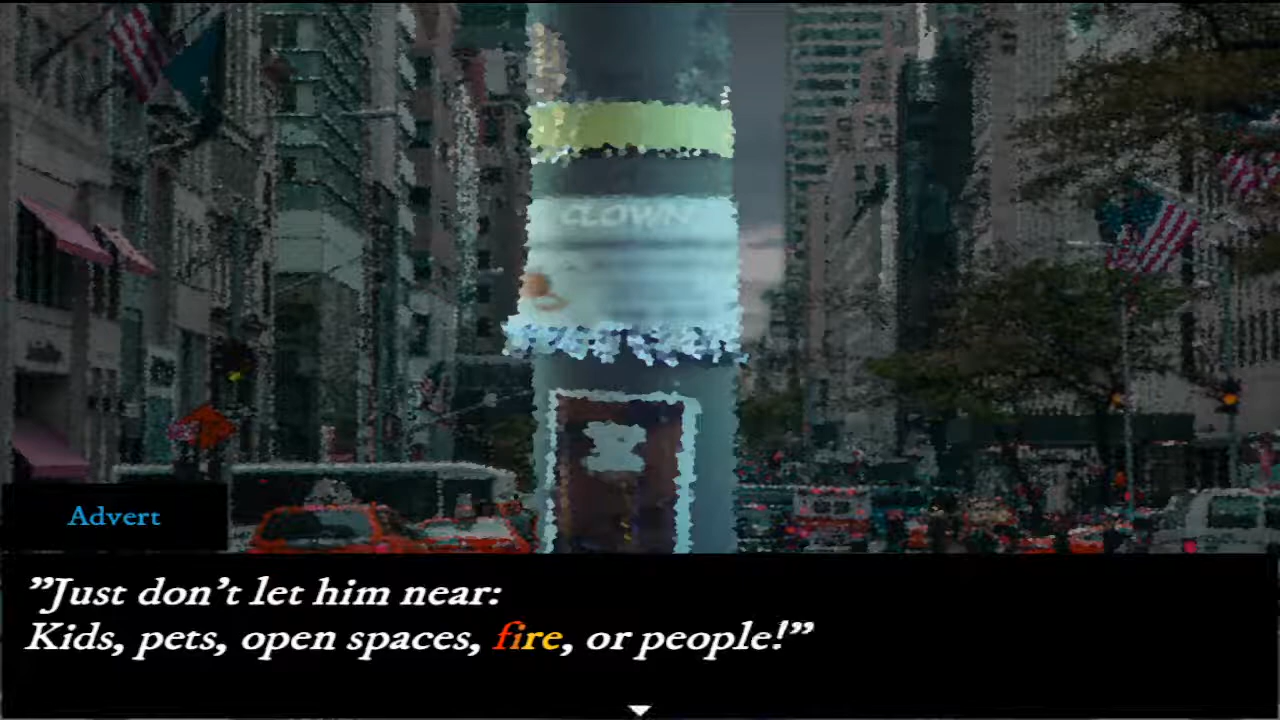 CLOWN
Advert
”Just don’t let him near:
Kids, pets, open spaces, fire, or people!”